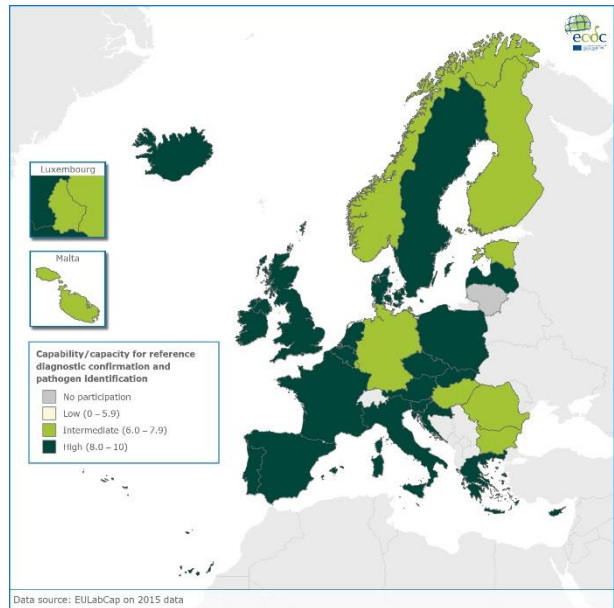 ecdc
Luxembourg
Malta
Capability/capacity for reference
diagnostic confirmation and
pathogen identification
No participation
Low (0 – 5.9)
Intermediate (6.0 – 7.9)
High (8.0 – 10)
Data source: EULabCap on 2015 data